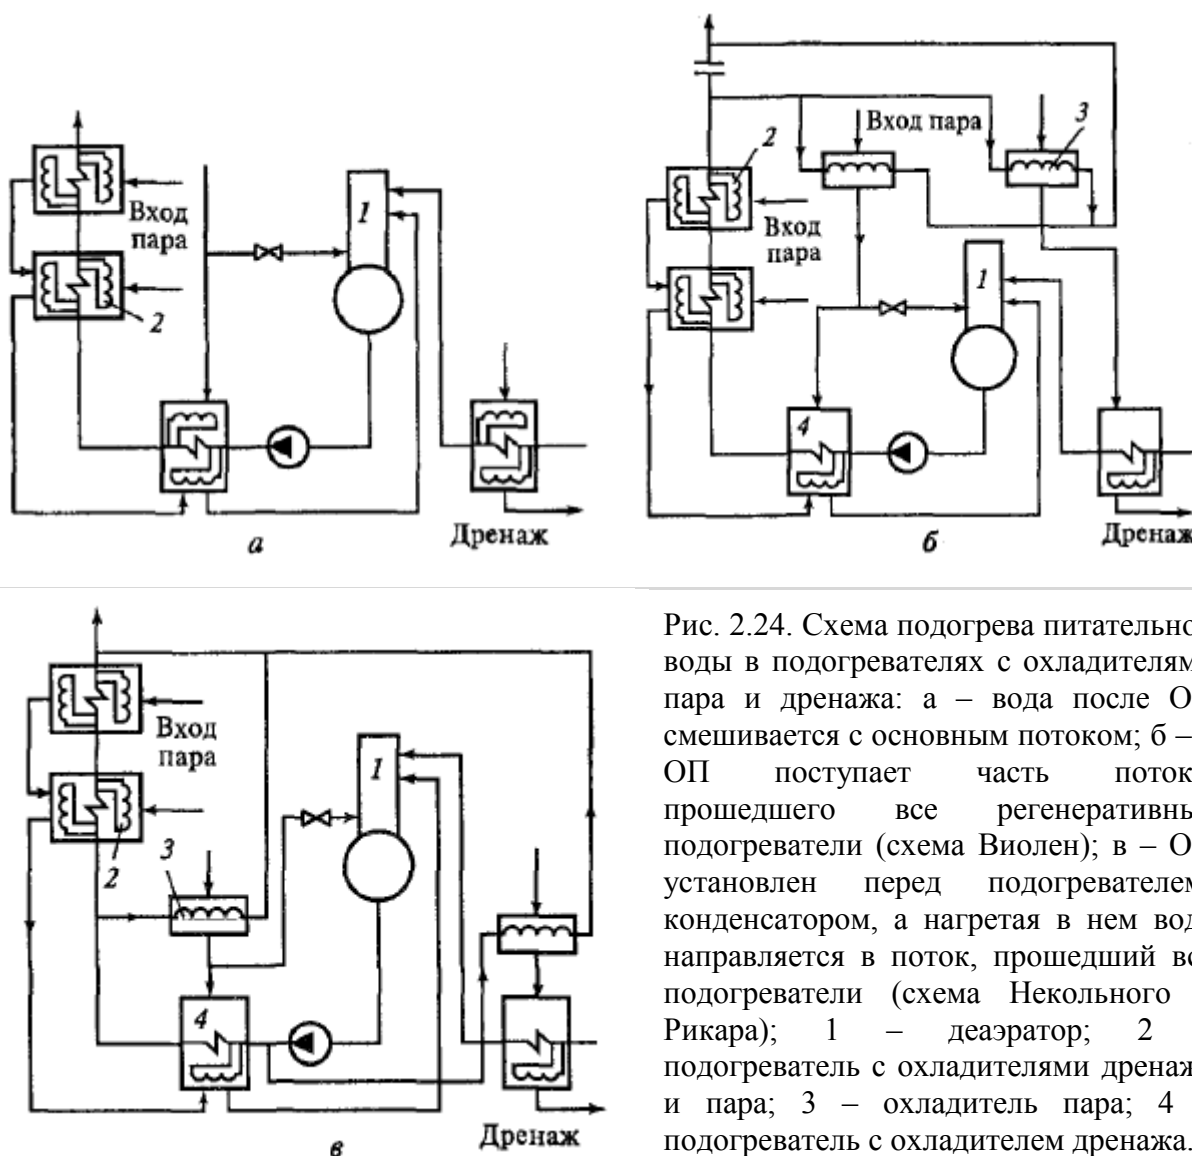 Вход
пара
1
2
Дренаж
а
Вход пара
3
2
Вход
пара
1
4
Дренаж
б
Вход
пара
1
2
3
4
Дренаж
в
Рис. 2.24. Схема подогрева питательно
воды в подогревателях с охладителям
пара и дренажа: а – вода после О
смешивается с основным потоком; б –
ОП поступает часть поток
прошедшего все регенеративны
подогреватели (схема Виолен); в – О
установлен перед подогревателем
конденсатором, а нагретая в нем вод
направляется в поток, прошедший вс
подогреватели (схема Некольного
Рикара); 1 – деаэратор; 2
подогреватель с охладителями дренаж
и пара; 3 – охладитель пара; 4
подогреватель с охладителем дренажа.